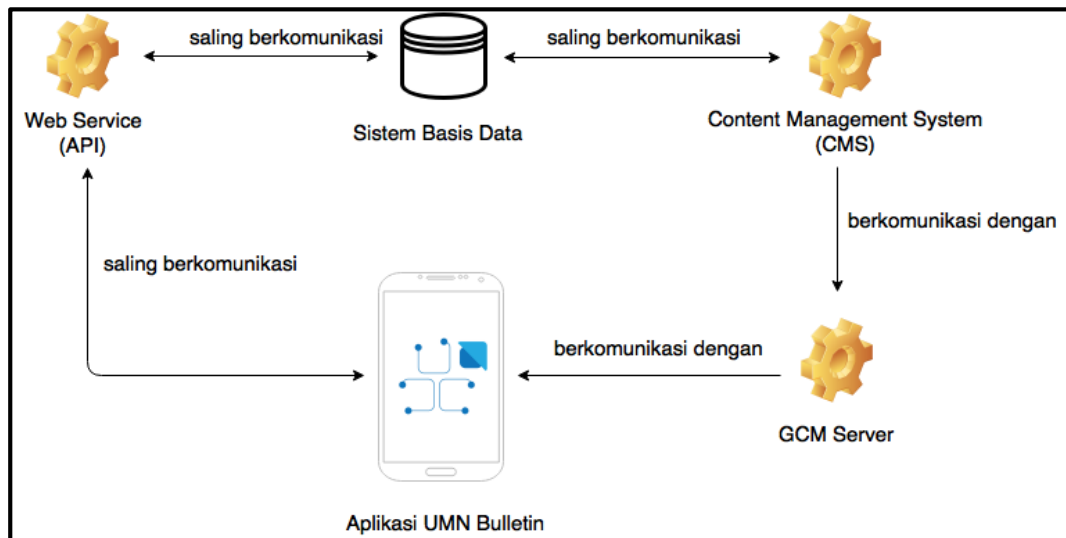 saling berkomunikasi
saling berkomunikasi
Web Service
(API)
Sistem Basis Data
Content Management System
(CMS)
berkomunikasi dengan
saling berkomunikasi
berkomunikasi dengan
GCM Server
Aplikasi UMN Bulletin